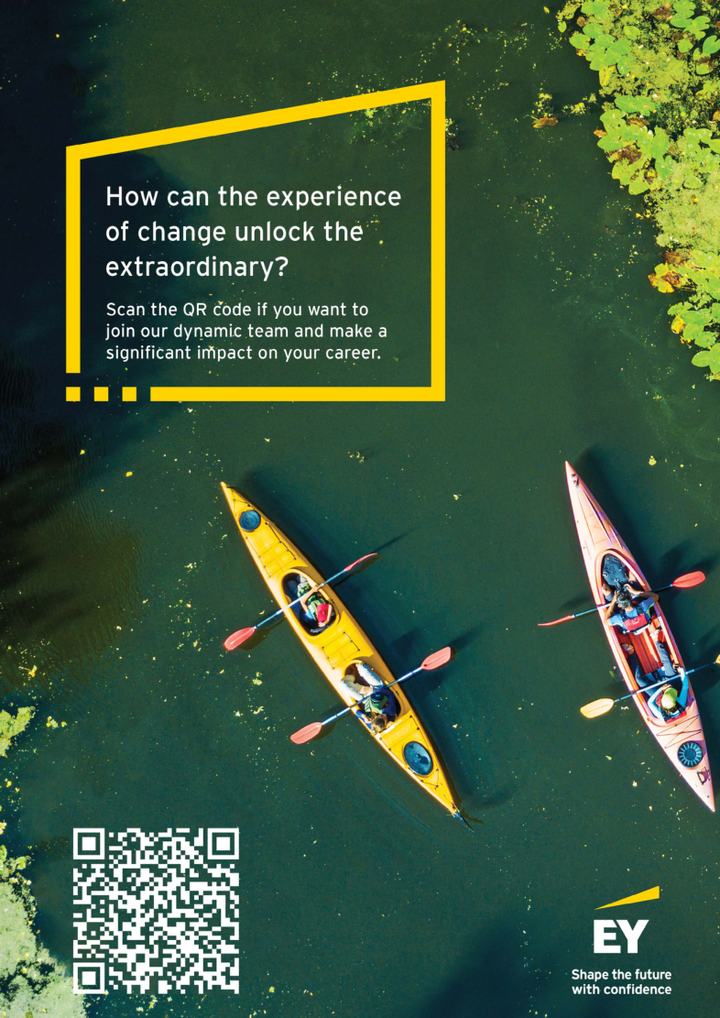 How can the experience
of change unlock the
extraordinary?
Scan the QR code if you want to
join our dynamic team and make a
significant impact on your career.
EY
Shape the future
with confidence